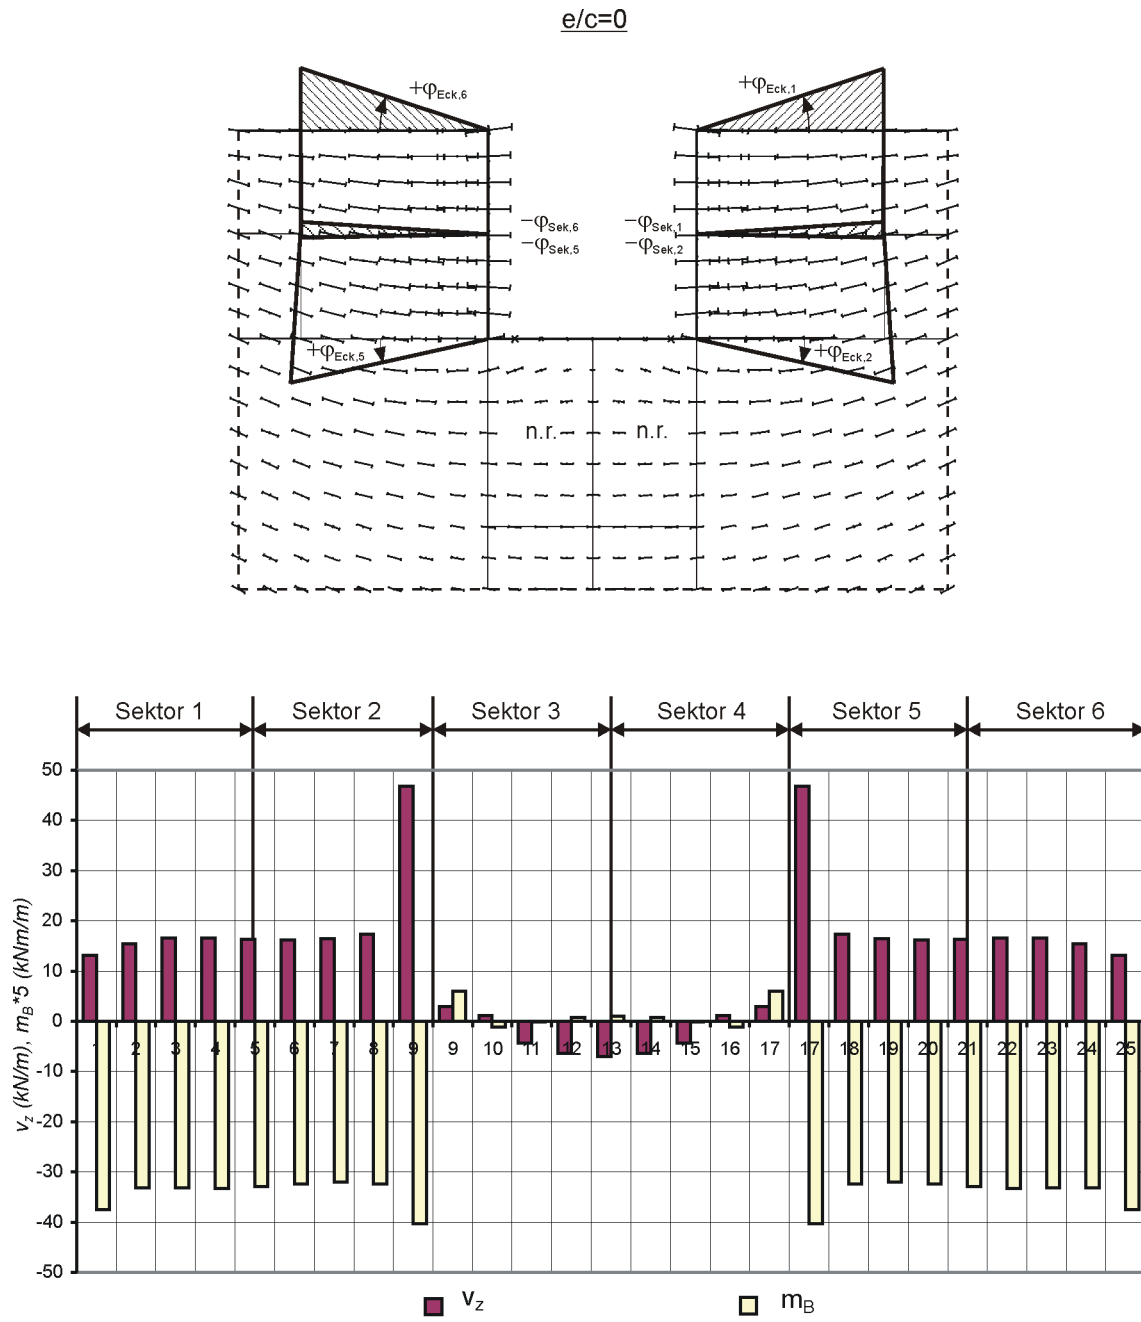 e/c=0
+φEck,6
+φEck,1
−φSek,6
−φSek,1
−φSek,5
−φSek,2
+φEck,5
+φEck,2
n.r.
n.r.
Sektor 1
Sektor 2
Sektor 3
Sektor 4
Sektor 5
Sektor 6
50
40
30
20
10
0
-10
-20
-30
-40
-50
vz (kN/m), mB*5 (kNm/m)
1 2 3 4 5 6 7 8 9 9 10 11 12 13 14 15 16 17 17 18 19 20 21 22 23 24 25
vz
mB